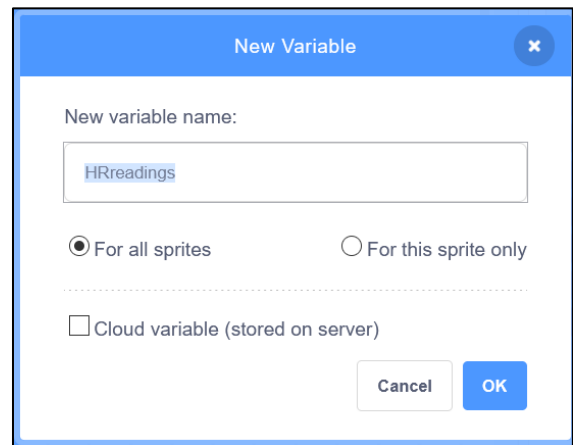 New Variable
New variable name:
HRreadings
For all sprites
For this sprite only
Cloud variable (stored on server)
Cancel
OK